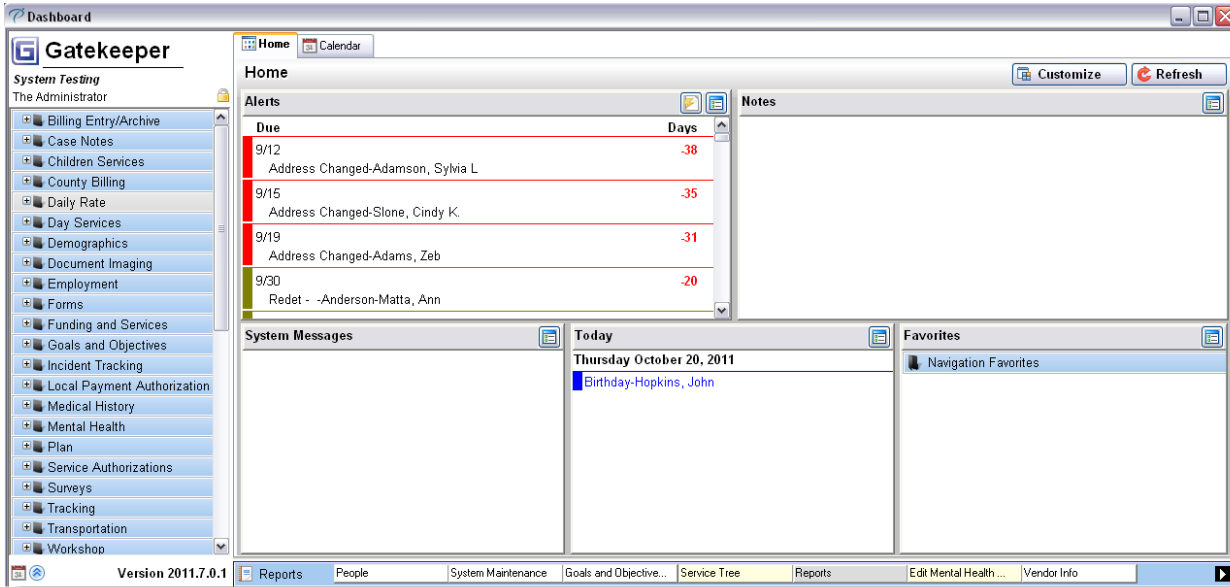 Dashboard
Gatekeeper
System Testing
The Administrator
Billing Entry/Archive
Case Notes
Children Services
County Billing
Daily Rate
Day Services
Demographics
Document Imaging
Employment
Forms
Funding and Services
Goals and Objectives
Incident Tracking
Local Payment Authorization
Medical History
Mental Health
Plan
Service Authorizations
Surveys
Tracking
Transportation
Workshop
Version 2011.7.0.1
Home Calendar
Home
Customize Refresh
Alerts
Due Days
9/12 -38
Address Changed-Adamson, Sylvia L
9/15 -35
Address Changed-Slone, Cindy K.
9/19 -31
Address Changed-Adams, Zeb
9/30 -20
Redet - -Anderson-Matta, Ann
Notes
System Messages
Today
Thursday October 20, 2011
Birthday-Hopkins, John
Favorites
Navigation Favorites
Reports People System Maintenance Goals and Objective... Service Tree Reports Edit Mental Health ... Vendor Info